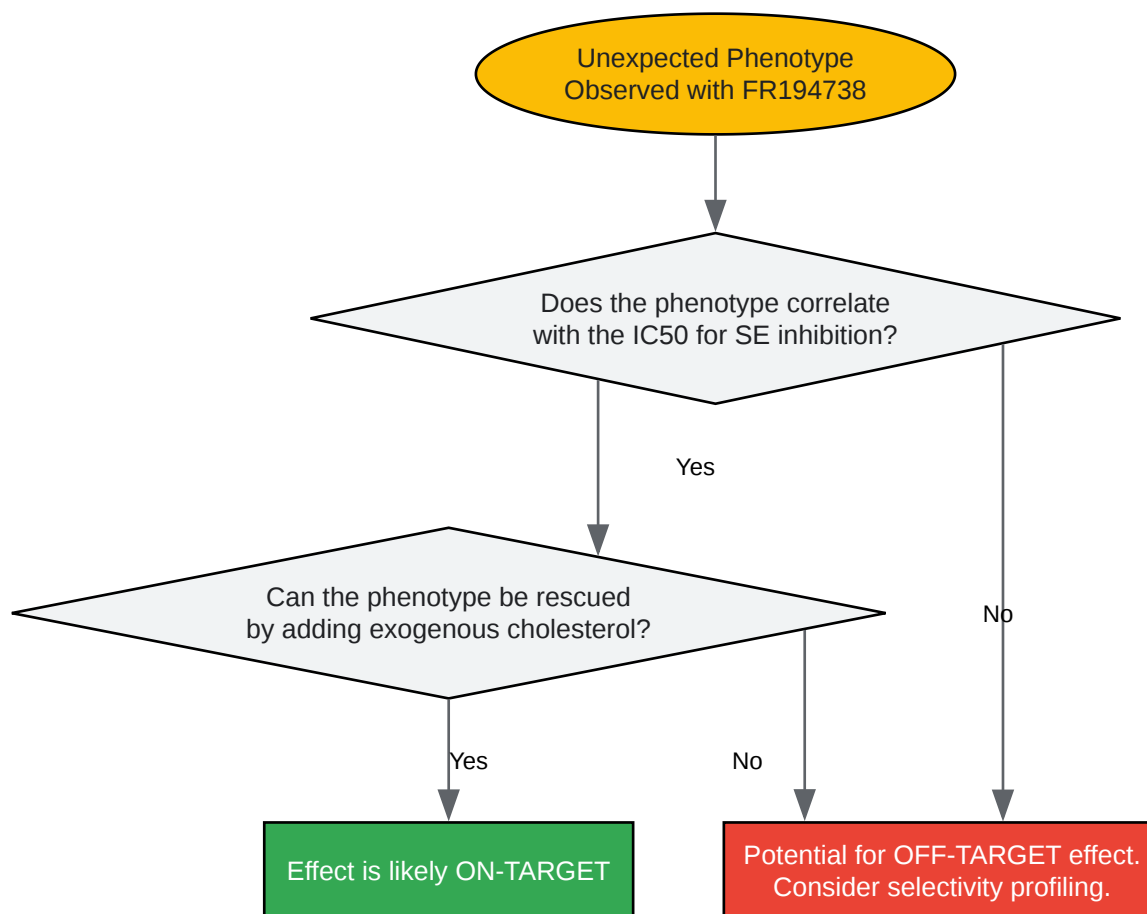 Unexpected Phenotype
Observed with FR194738
Does the phenotype correlate
with the IC50 for SE inhibition?
Yes
Can the phenotype be rescued
by adding exogenous cholesterol?
No
Yes
No
Effect is likely ON-TARGET
Potential for OFF-TARGET effect.
Consider selectivity profiling.